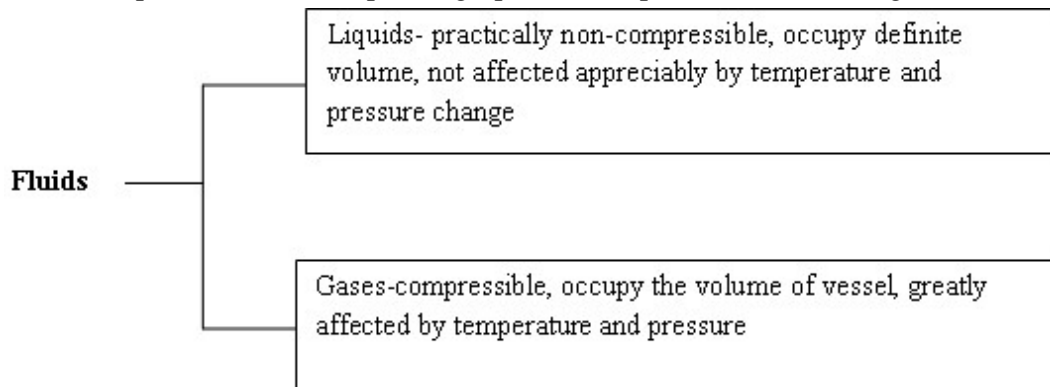 Liquids- practically non-compressible, occupy definite
volume, not affected appreciably by temperature and
pressure change
Fluids
Gases-compressible, occupy the volume of vessel, greatly
affected by temperature and pressure